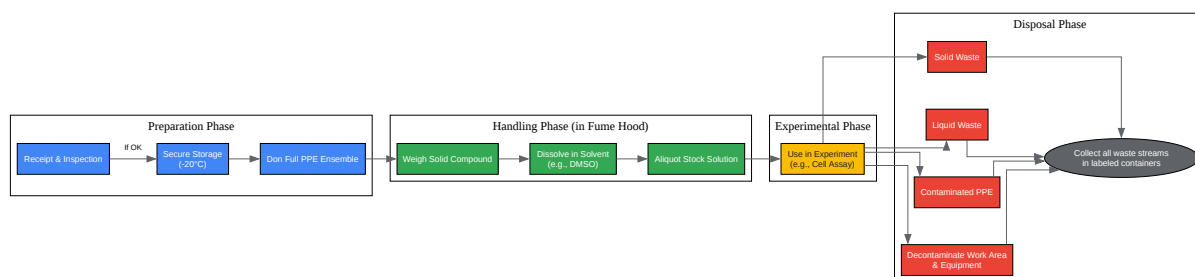 Preparation Phase
Receipt & Inspection
If OK
Secure Storage
(-20°C)
Don Full PPE Ensemble
Handling Phase (in Fume Hood)
Weigh Solid Compound
Dissolve in Solvent
(e.g., DMSO)
Aliquot Stock Solution
Experimental Phase
Use in Experiment
(e.g., Cell Assay)
Disposal Phase
Solid Waste
Liquid Waste
Contaminated PPE
Decontaminate Work Area
& Equipment
Collect all waste streams
in labeled containers